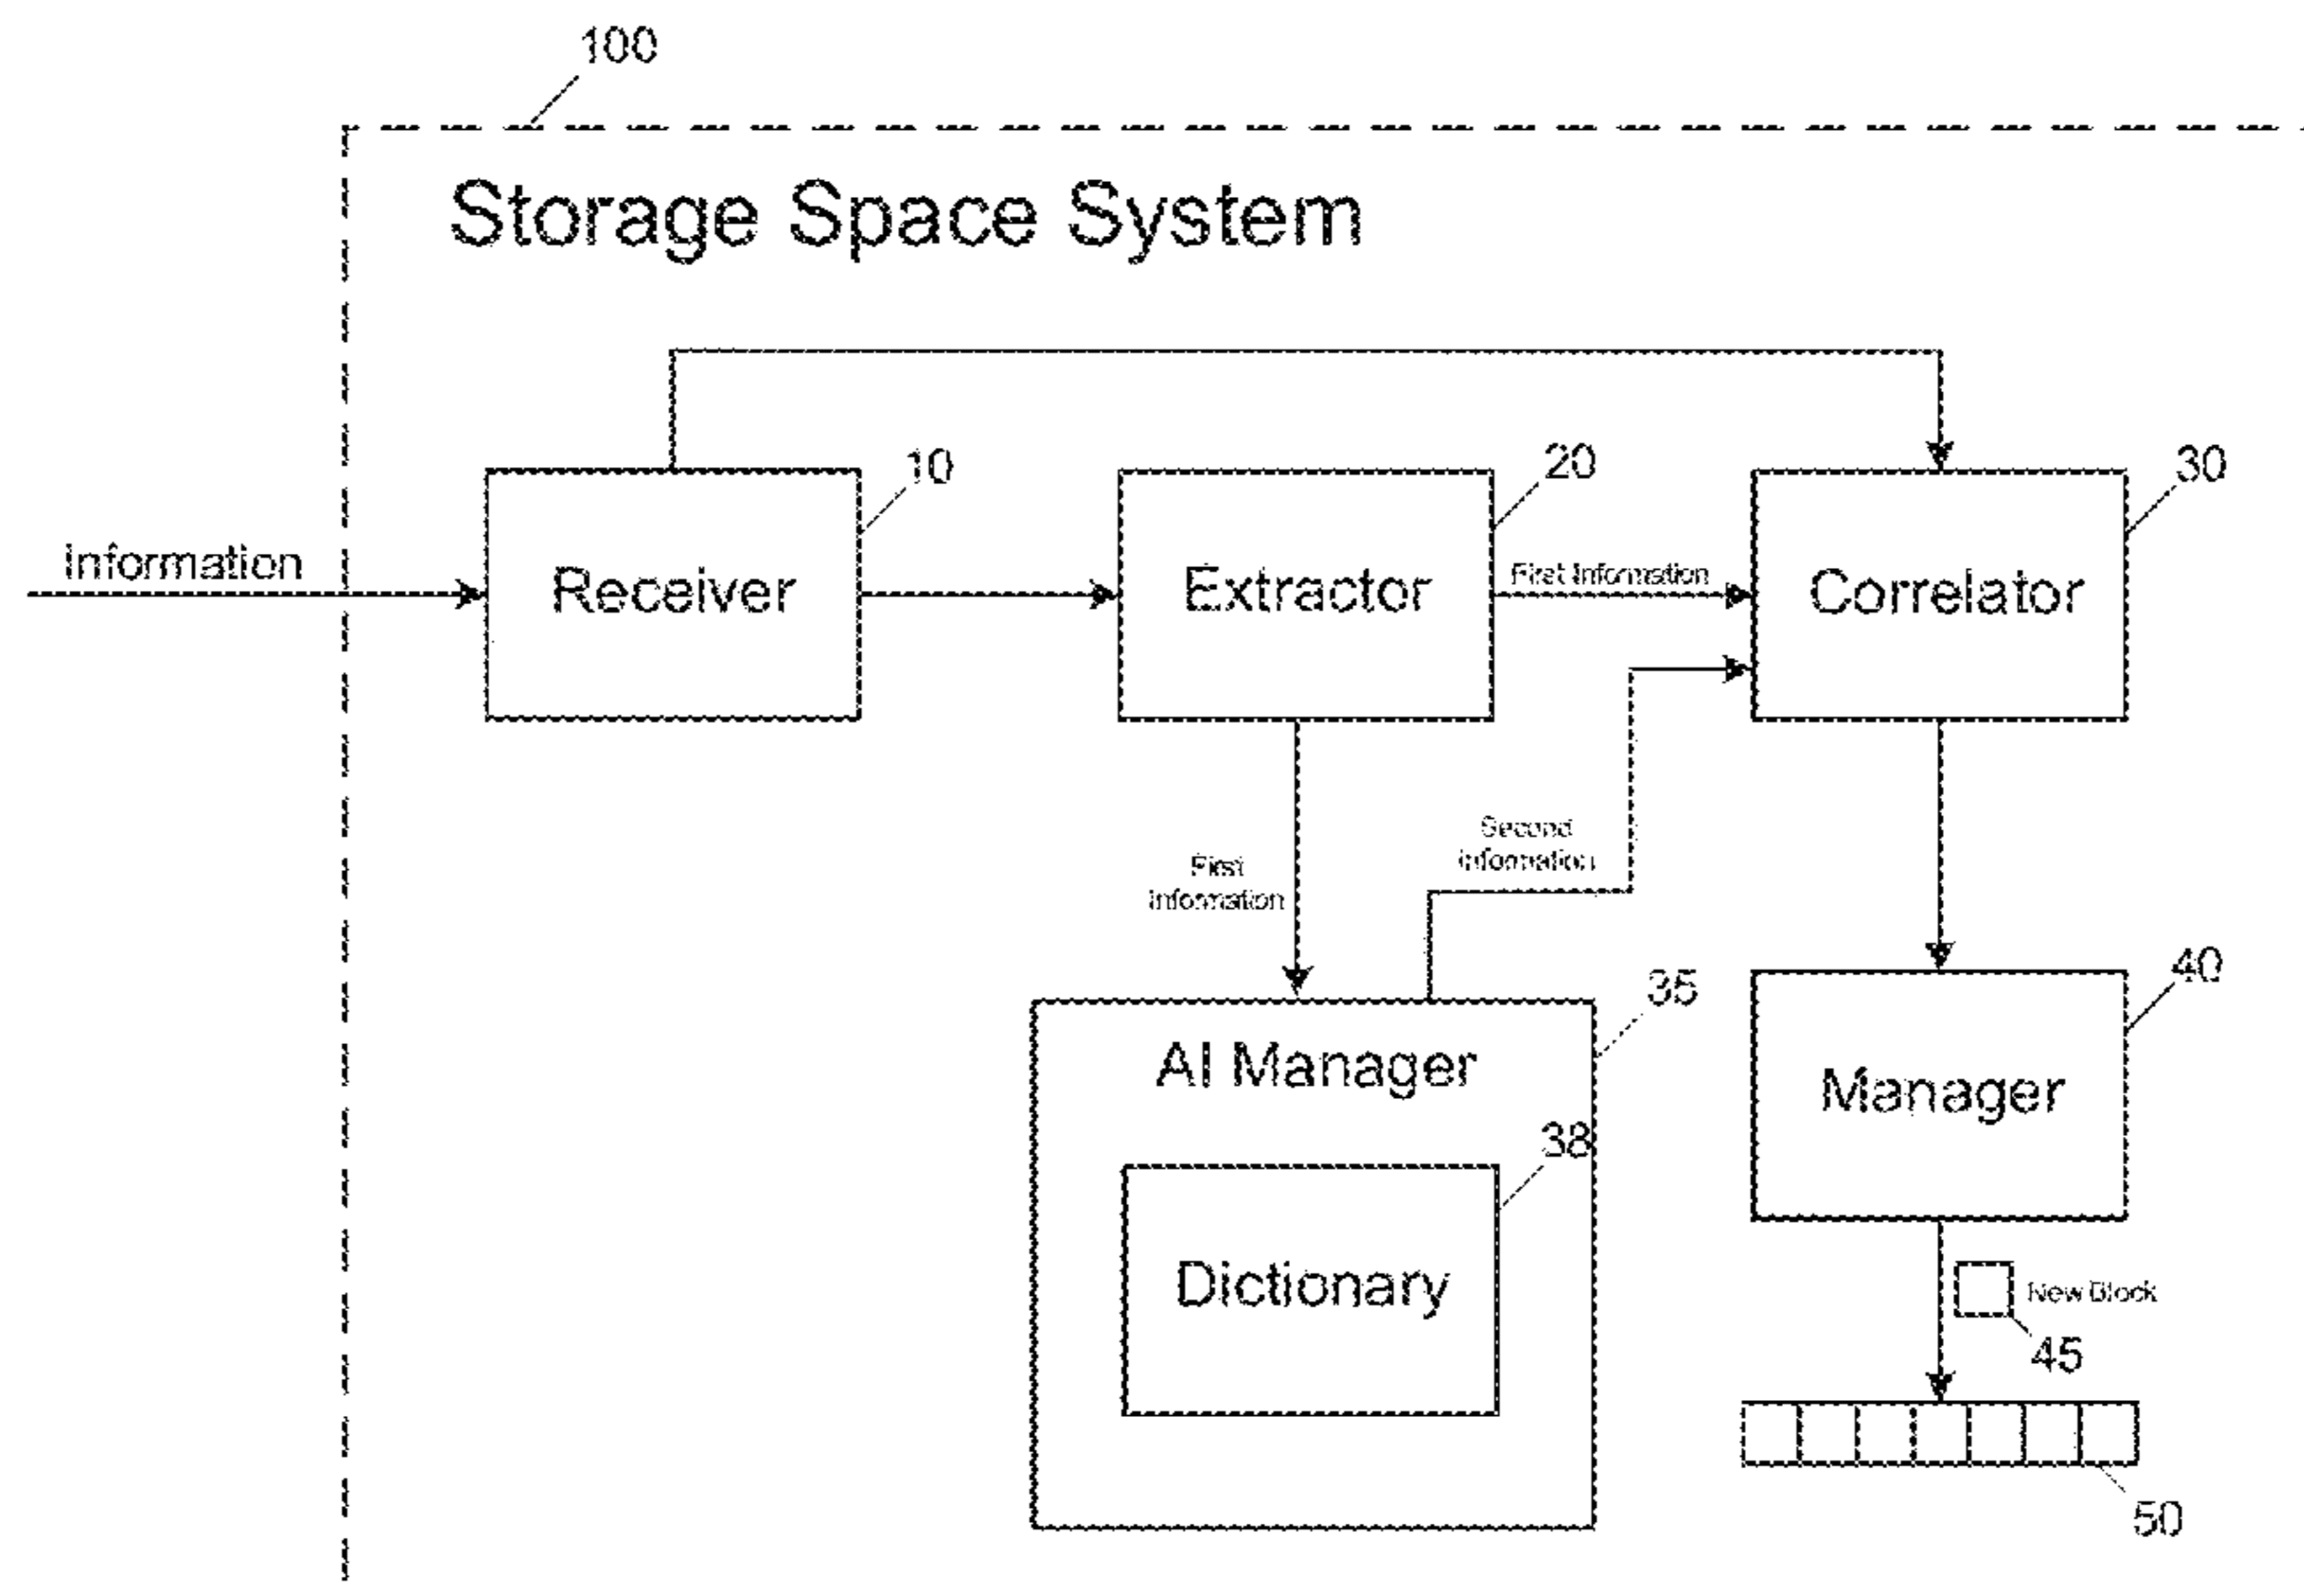 100
Storage Space System
10
20
30
Information
Receiver
Extractor
First Information
Correlator
Second
Information
First
Information
35
40
AI Manager
Manager
38
Dictionary
New Block
45
50